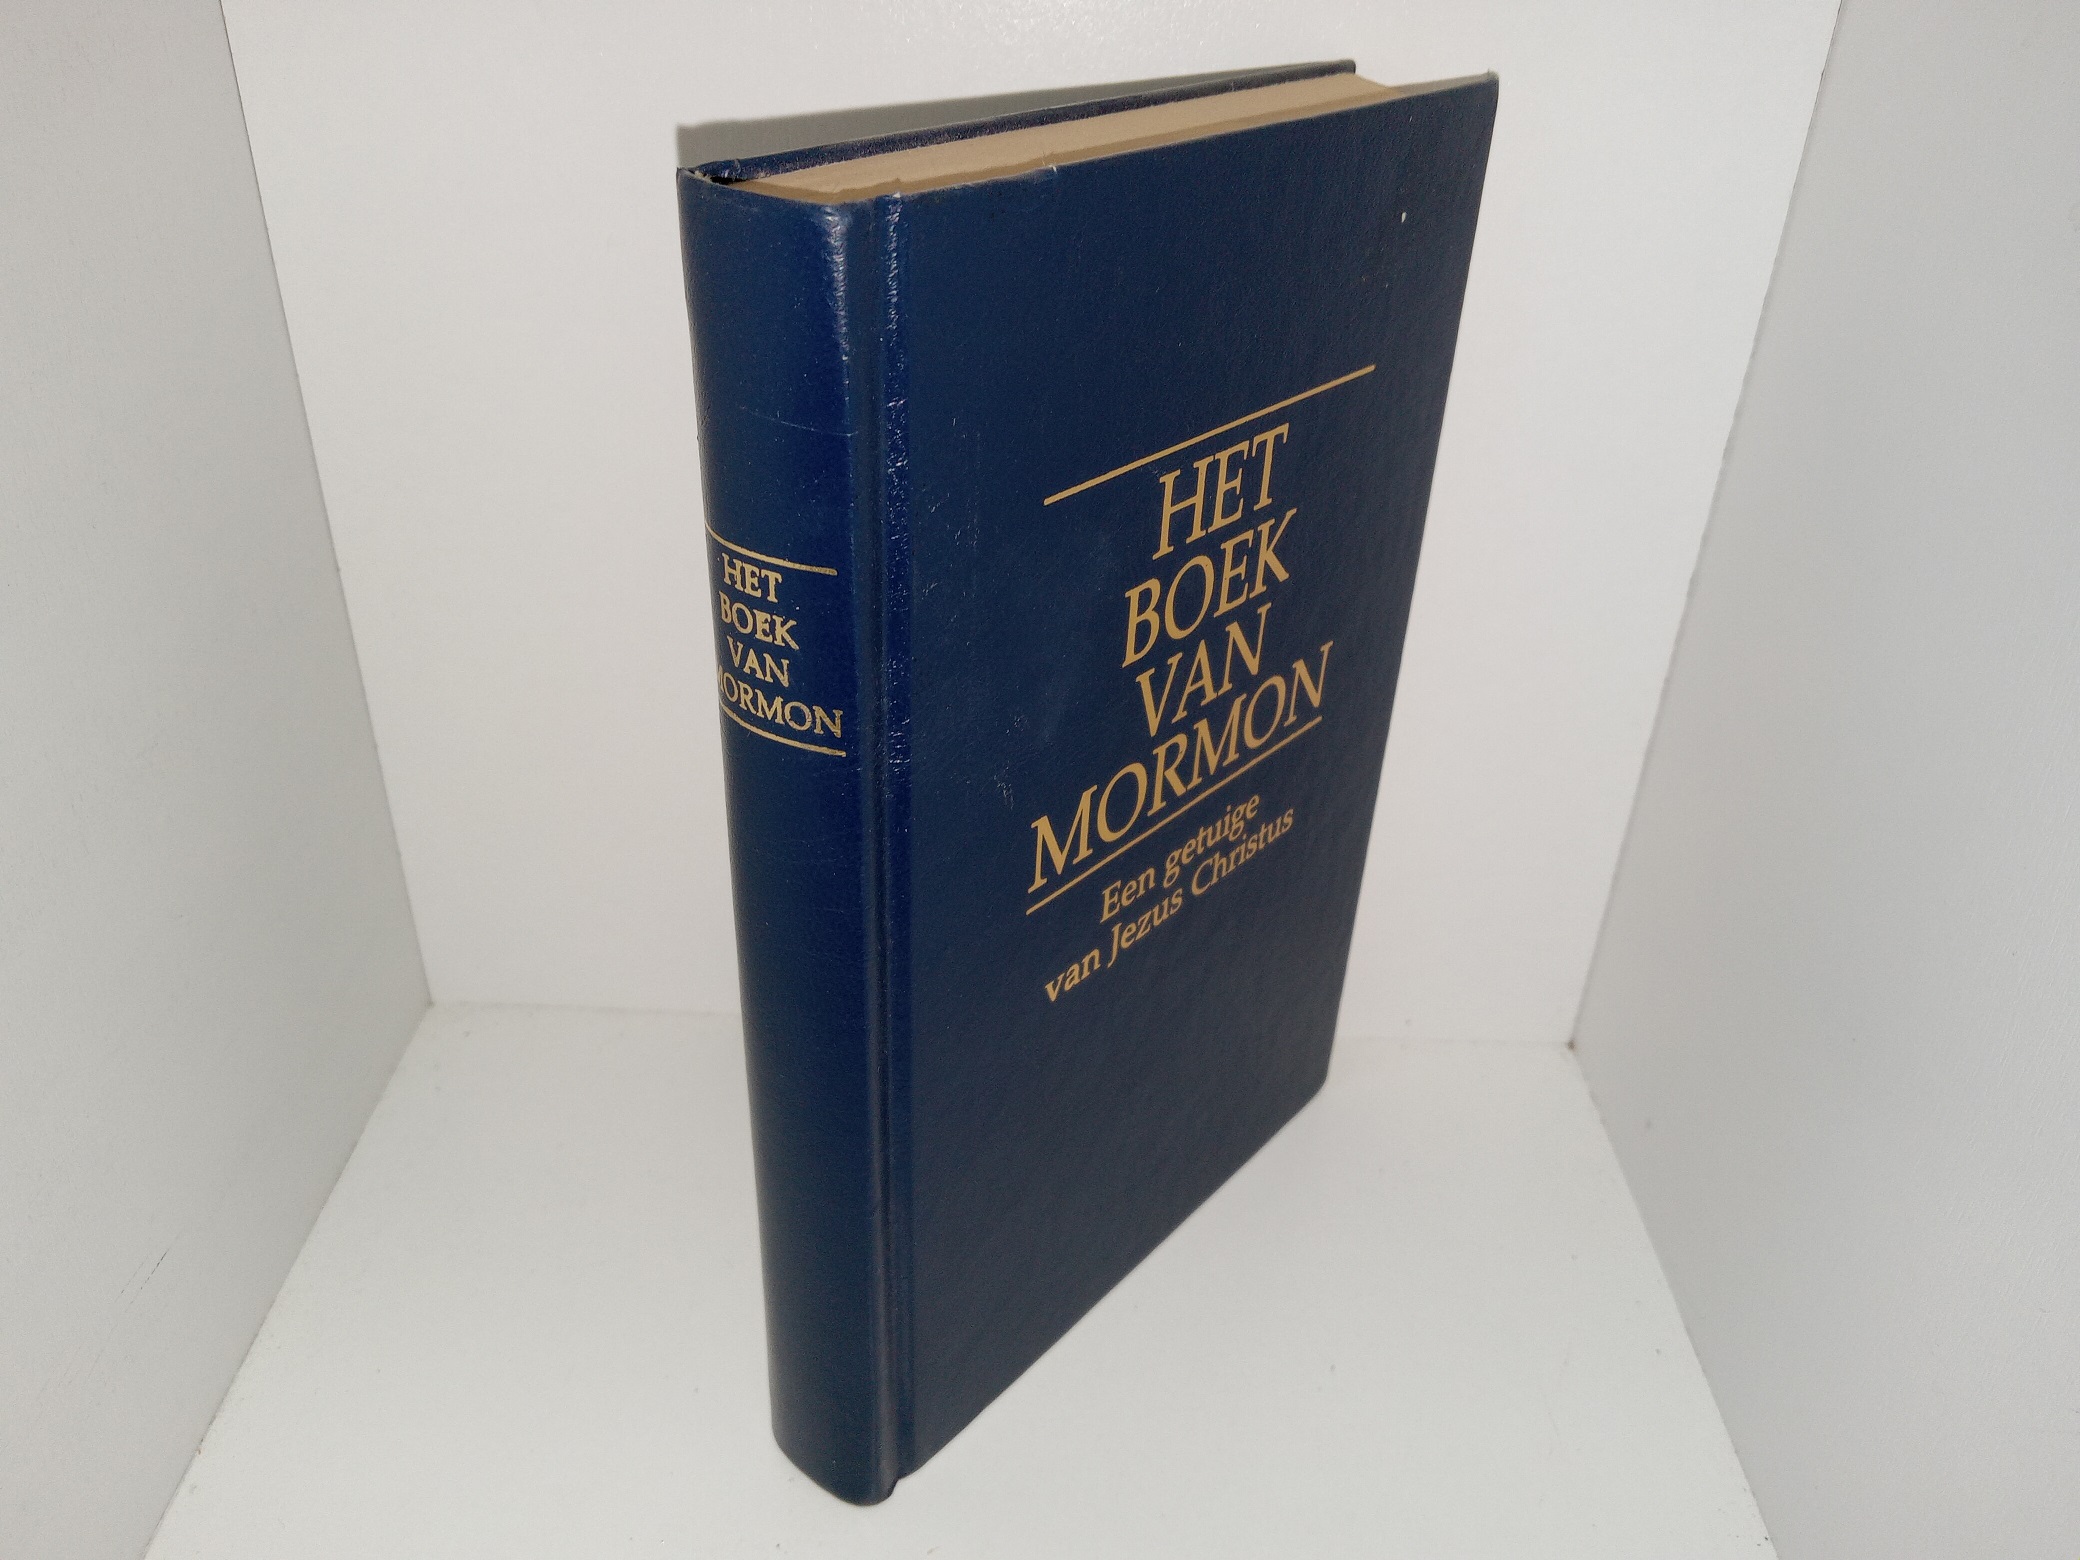 HET
BOEK
VAN
MORMON
HET
BOEK
VAN
MORMON
Een getuige
van Jezus Christus